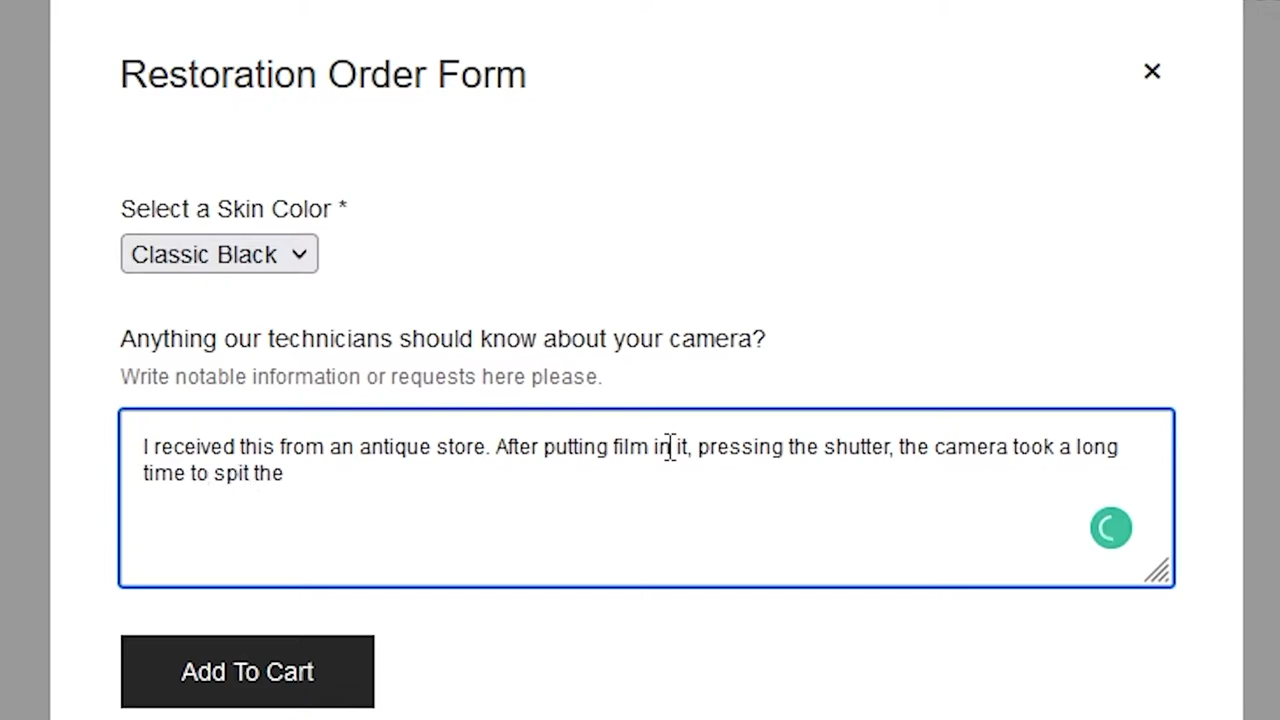 Restoration Order Form
Select a Skin Color *
Classic Black
Anything our technicians should know about your camera?
Write notable information or requests here please.
I received this from an antique store. After putting film in it, pressing the shutter, the camera took a long
time to spit the
Add To Cart